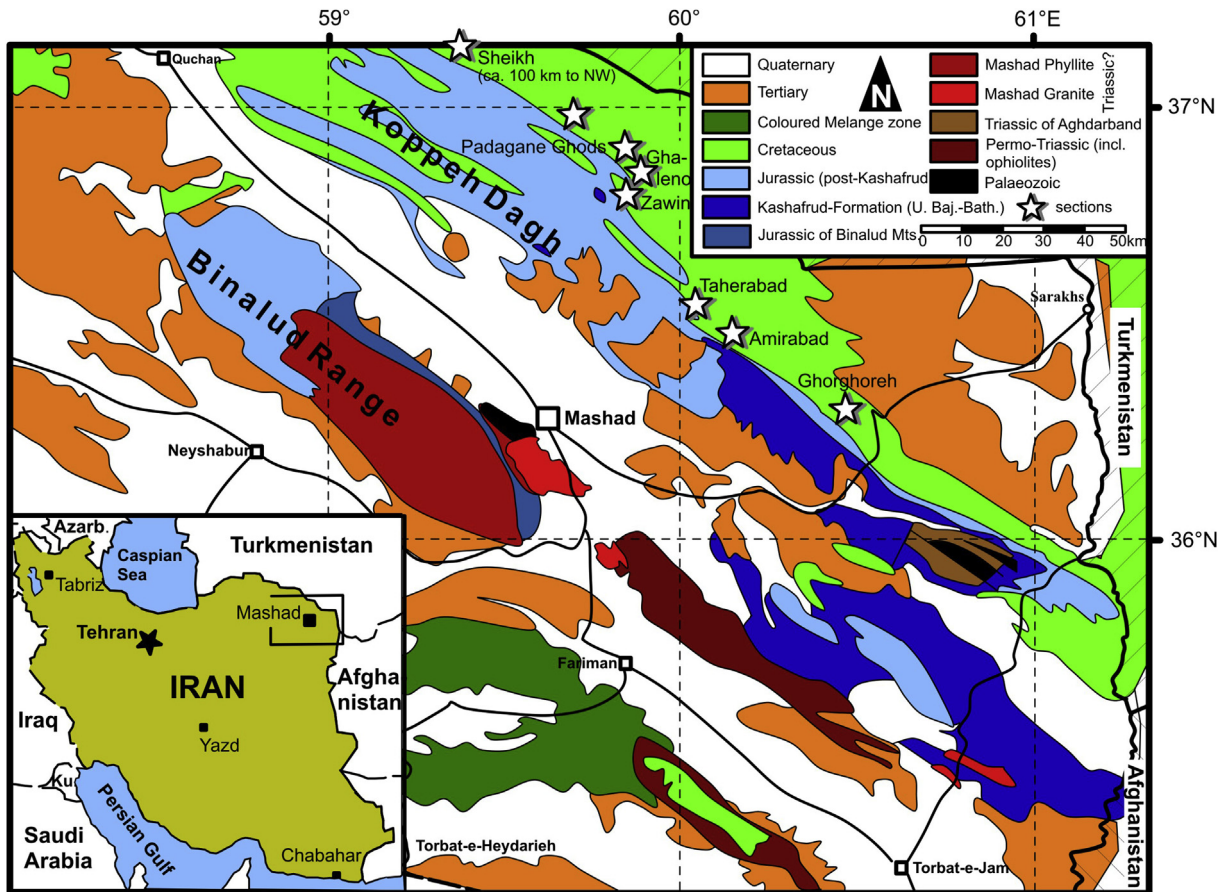 59°
60°
61°E
37°N
36°N
Quchan
Sheikh
(ca. 100 km to NW)
Koppeh Dagh
Padagane Ghods
Gha-
leno
Zawin
Binalud Range
Taherabad
Amirabad
Ghorghoreh
Sarakhs
Turkmenistan
Mashad
Neyshabur
Fariman
Torbat-e-Heydarieh
Torbat-e-Jam
Afghanistan
Quaternary
Tertiary
Coloured Melange zone
Cretaceous
Jurassic (post-Kashafrud)
Kashafrud-Formation (U. Baj.-Bath.)
Jurassic of Binalud Mts.
N
Mashad Phyllite
Mashad Granite
Triassic?
Triassic of Aghdarband
Permo-Triassic (incl.
ophiolites)
Palaeozoic
sections
0 10 20 30 40 50km
Azarb.
Caspian
Sea
Turkmenistan
Tabriz
Mashad
Tehran
IRAN
Afgha-
nistan
Iraq
Yazd
Ku.
Persian Gulf
Saudi
Arabia
Chabahar